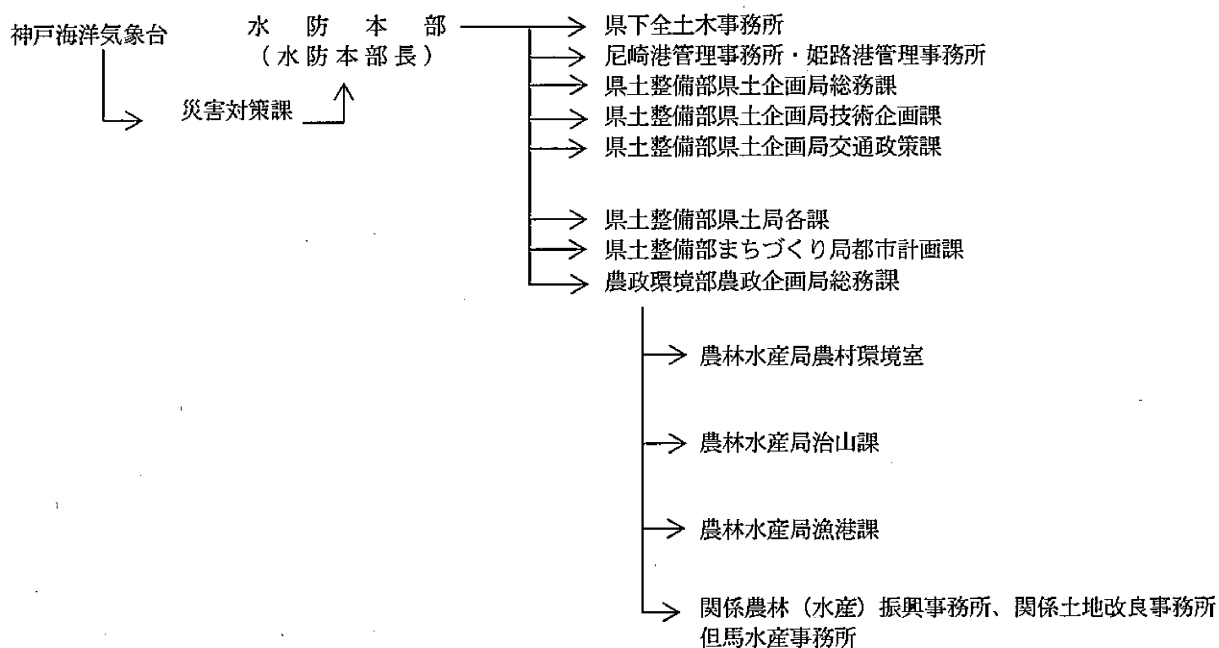 神戸海洋気象台
水防本部
（水防本部長）
災害対策課
県下全土木事務所
尼崎港管理事務所・姫路港管理事務所
県土整備部県土企画局総務課
県土整備部県土企画局技術企画課
県土整備部県土企画局交通政策課
県土整備部県土局各課
県土整備部まちづくり局都市計画課
農政環境部農政企画局総務課
農林水産局農村環境室
農林水産局治山課
農林水産局漁港課
関係農林（水産）振興事務所、関係土地改良事務所
但馬水産事務所